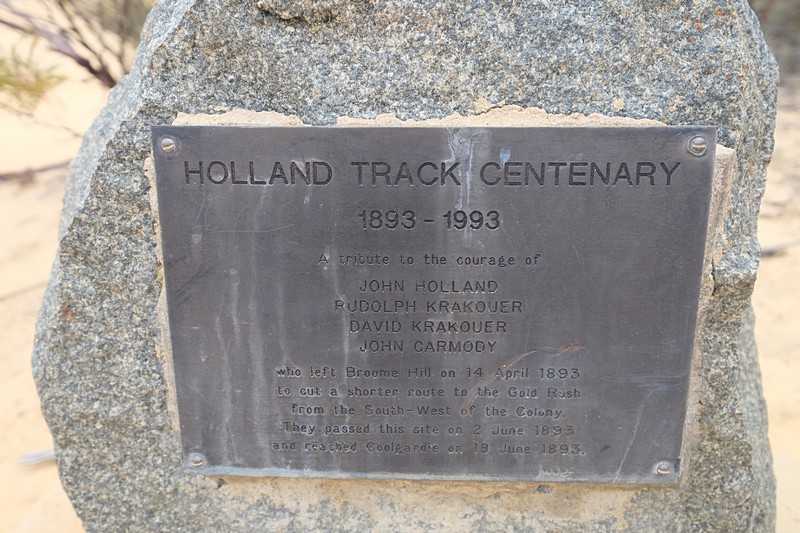 HOLLAND TRACK CENTENARY
1893 - 1993
A tribute to the courage of
JOHN HOLLAND
RUDOLPH KRAKOUER
DAVID KRAKOUER
JOHN CARMODY
who left Broome Hill on 14 April 1893
to cut a shorter route to the Gold Rush
from the South-West of the Colony.
They passed this site on 2 June 1893
and reached Coolgardie on 18 June 1893.